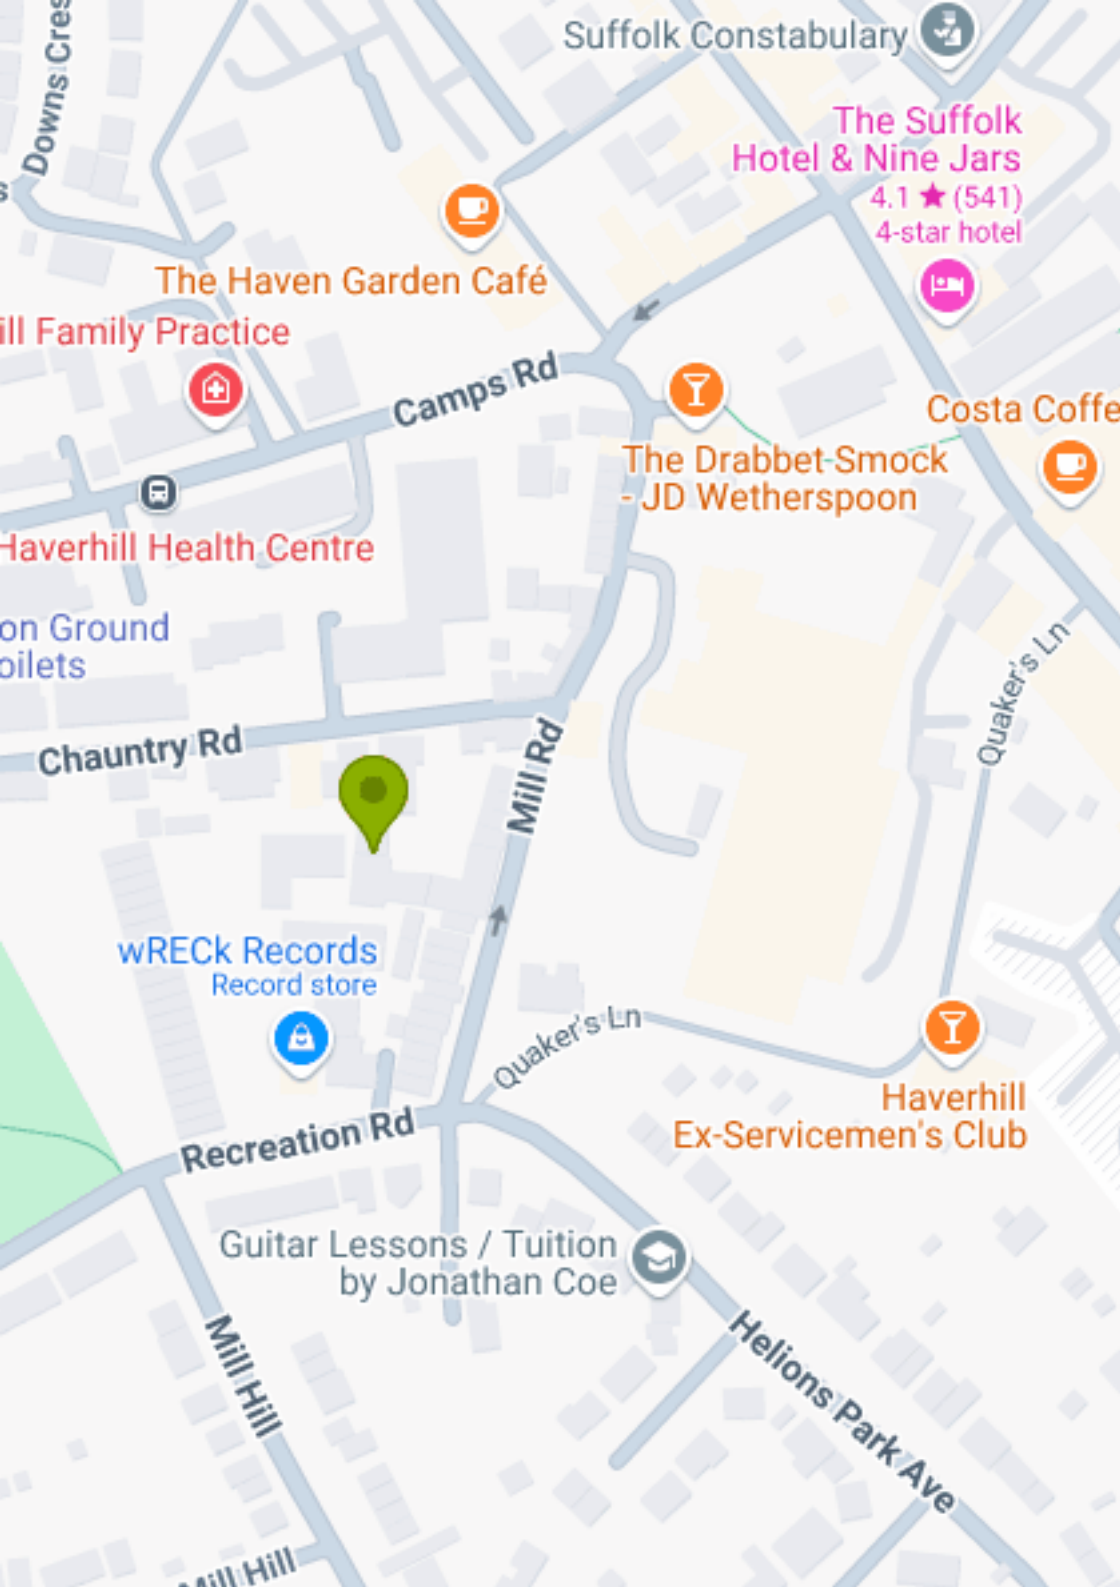 Downs Cres
Suffolk Constabulary
The Suffolk
Hotel & Nine Jars
4.1 ★ (541)
4-star hotel
The Haven Garden Café
ill Family Practice
Camps Rd
Costa Coffe
The Drabbet Smock
- JD Wetherspoon
Haverhill Health Centre
on Ground
oilets
Quaker's Ln
Chauntry Rd
Mill Rd
wRECk Records
Record store
Quaker's Ln
Haverhill
Ex-Servicemen's Club
Recreation Rd
Guitar Lessons / Tuition
by Jonathan Coe
Mill Hill
Helions Park Ave
Mill Hill